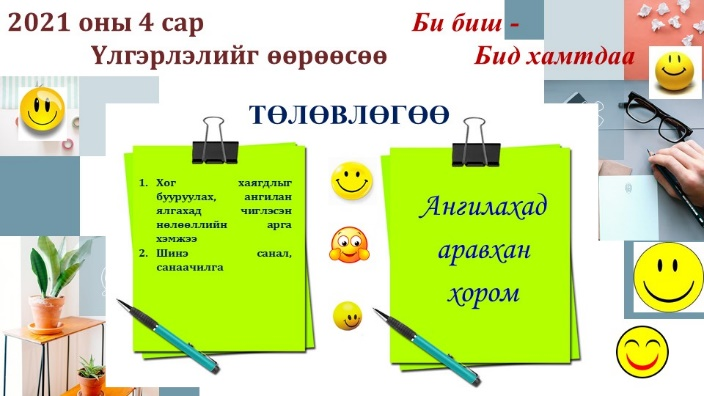 2021 оны 4 сар
Үлгэрлэлийг өөрөөсөө
Би биш -
Бид хамтдаа
ТӨЛӨВЛӨГӨӨ
1. Хог хаягдлыг
бууруулах, ангилан
ялгахад чиглэсэн
нөлөөллийн арга
хэмжээ
2. Шинэ санал,
санаачилга
Ангилахад
аравхан
хором